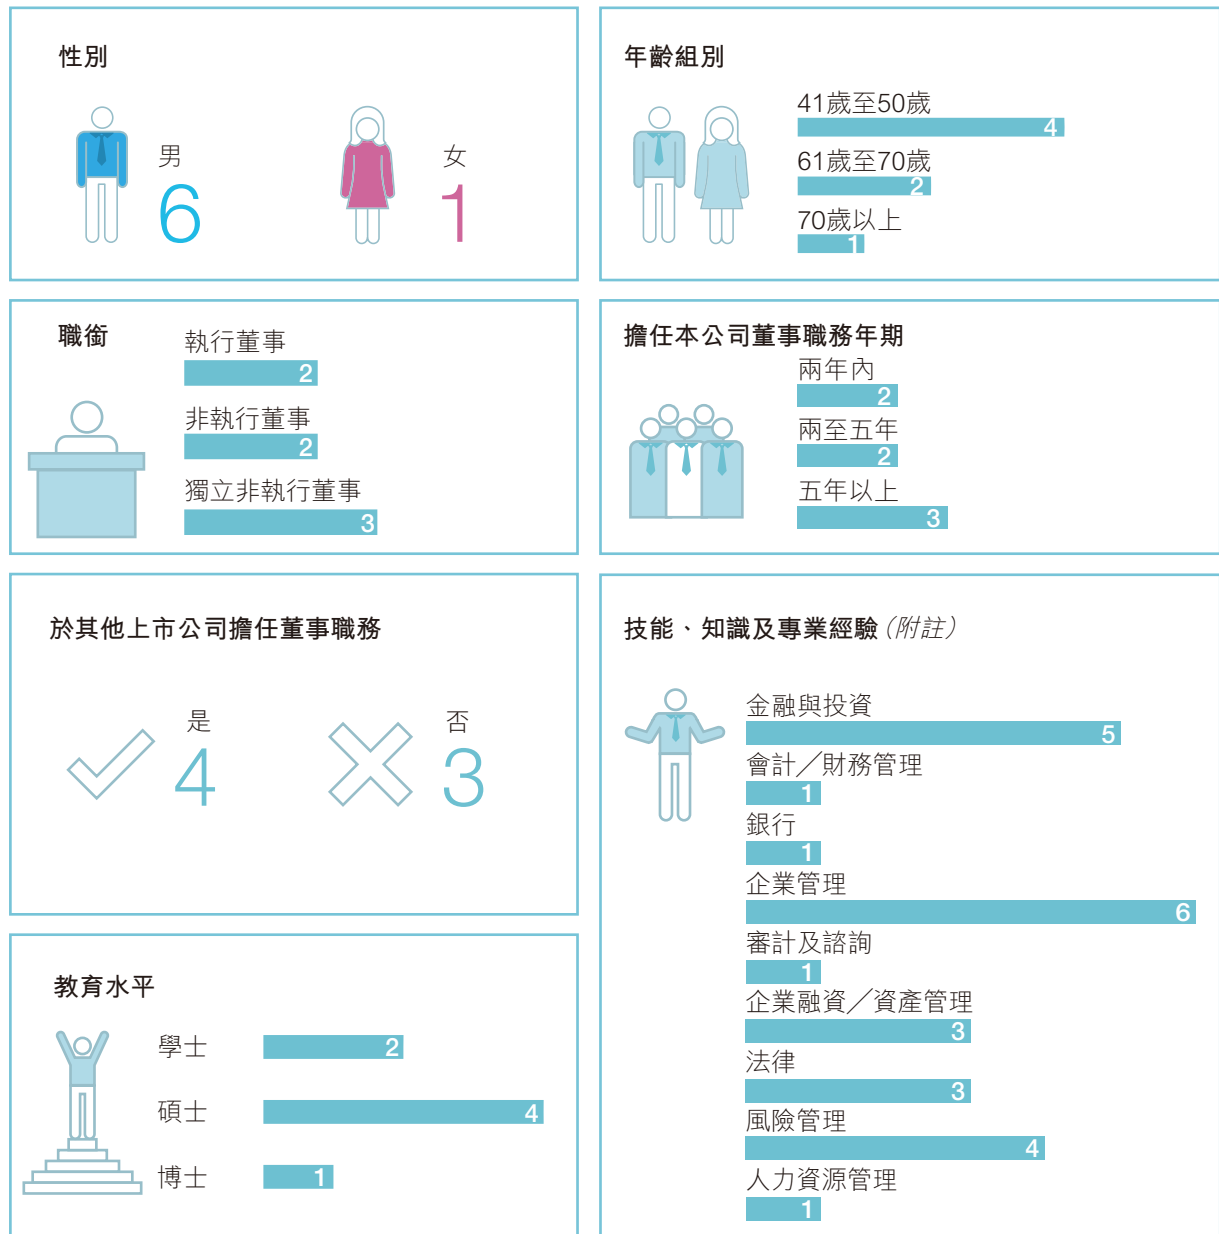 性別
男
6
女
1
年齡組別
41歲至50歲
4
61歲至70歲
2
70歲以上
1
職銜
執行董事
2
非執行董事
2
獨立非執行董事
3
擔任本公司董事職務年期
兩年內
2
兩至五年
2
五年以上
3
於其他上市公司擔任董事職務
是
4
否
3
技能、知識及專業經驗(附註)
金融與投資
5
會計／財務管理
1
銀行
1
企業管理
6
審計及諮詢
1
企業融資／資產管理
3
法律
3
風險管理
4
人力資源管理
1
教育水平
學士
2
碩士
4
博士
1